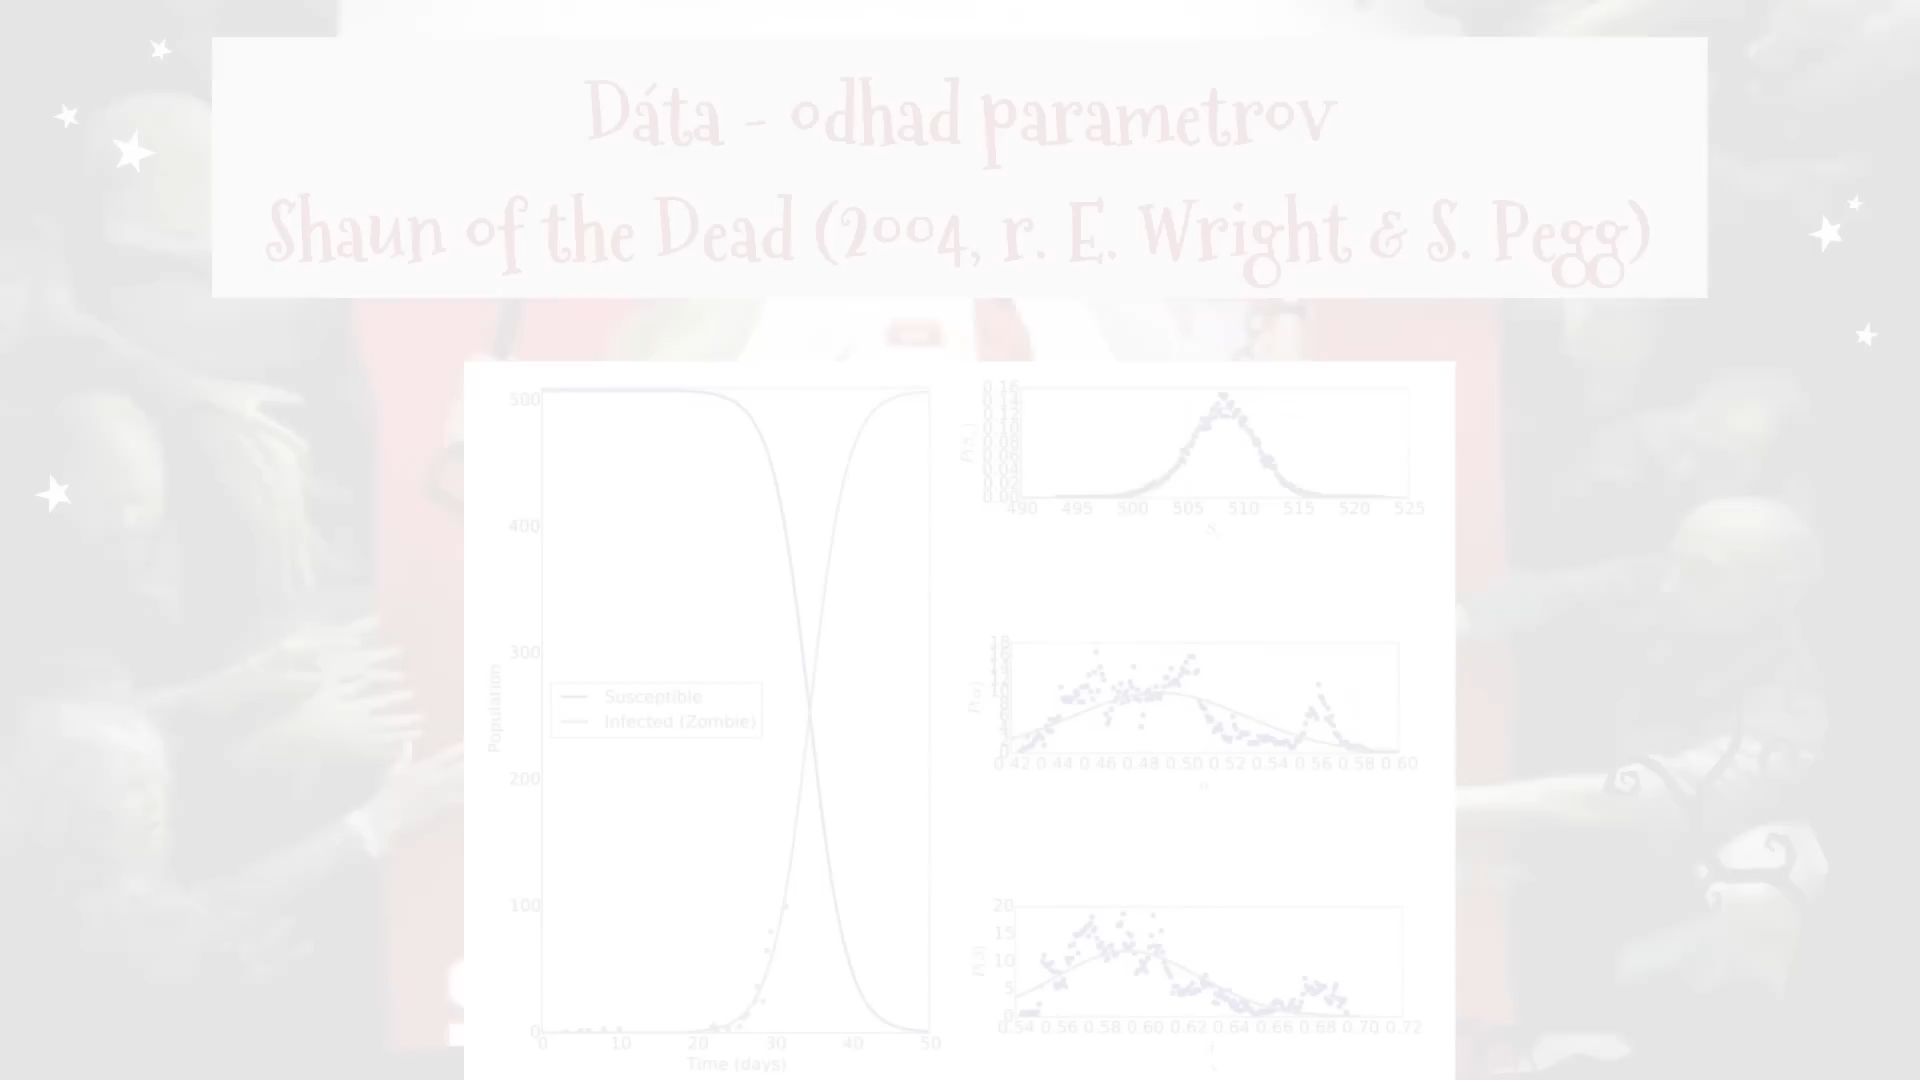 Dáta - odhad parametrov
Shaun of the Dead (2004, r. E. Wright & S. Pegg)
500
400
300
200
100
0
Population
Susceptible
Infected (Zombie)
0 10 20 30 40 50
Time (days)
0.16
0.14
0.12
0.10
0.08
0.06
0.04
0.02
0.00
490 495 500 505 510 515 520 525
18
16
0.42 0.44 0.46 0.48 0.50 0.52 0.54 0.56 0.58 0.60
P(α)
α
20
15
10
5
0
0.54 0.56 0.58 0.60 0.62 0.64 0.66 0.68 0.70 0.72